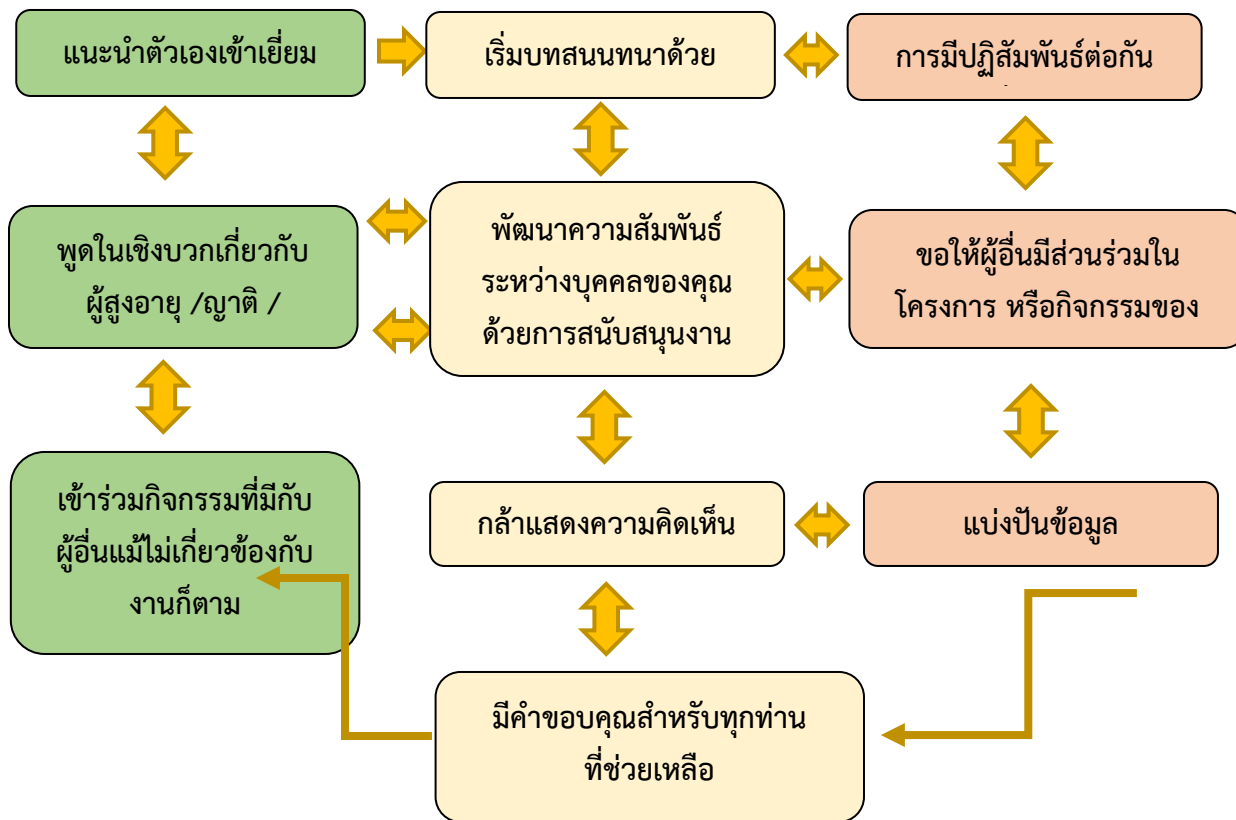 แนะนำตัวเองเข้าเยี่ยม
เริ่มบทสนนทนาด้วย
การมีปฏิสัมพันธ์ต่อกัน
พูดในเชิงบวกเกี่ยวกับ
ผู้สูงอายุ /ญาติ /
พัฒนาความสัมพันธ์
ระหว่างบุคคลของคุณ
ด้วยการสนับสนุนงาน
ขอให้ผู้อื่นมีส่วนร่วมใน
โครงการ หรือกิจกรรมของ
เข้าร่วมกิจกรรมที่มีกับ
ผู้อื่นแม้ไม่เกี่ยวข้องกับ
งานก็ตาม
กล้าแสดงความคิดเห็น
แบ่งปันข้อมูล
มีคำขอบคุณสำหรับทุกท่าน
ที่ช่วยเหลือ